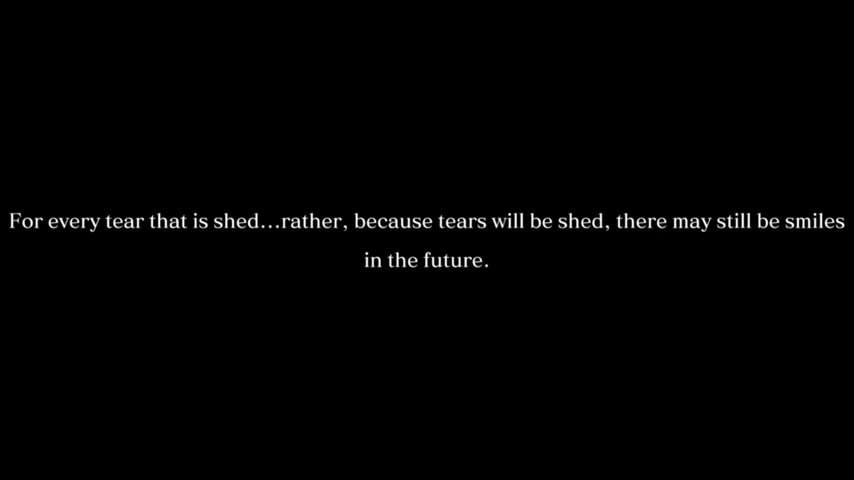 For every tear that is shed...rather, because tears will be shed, there may still be smiles
in the future.